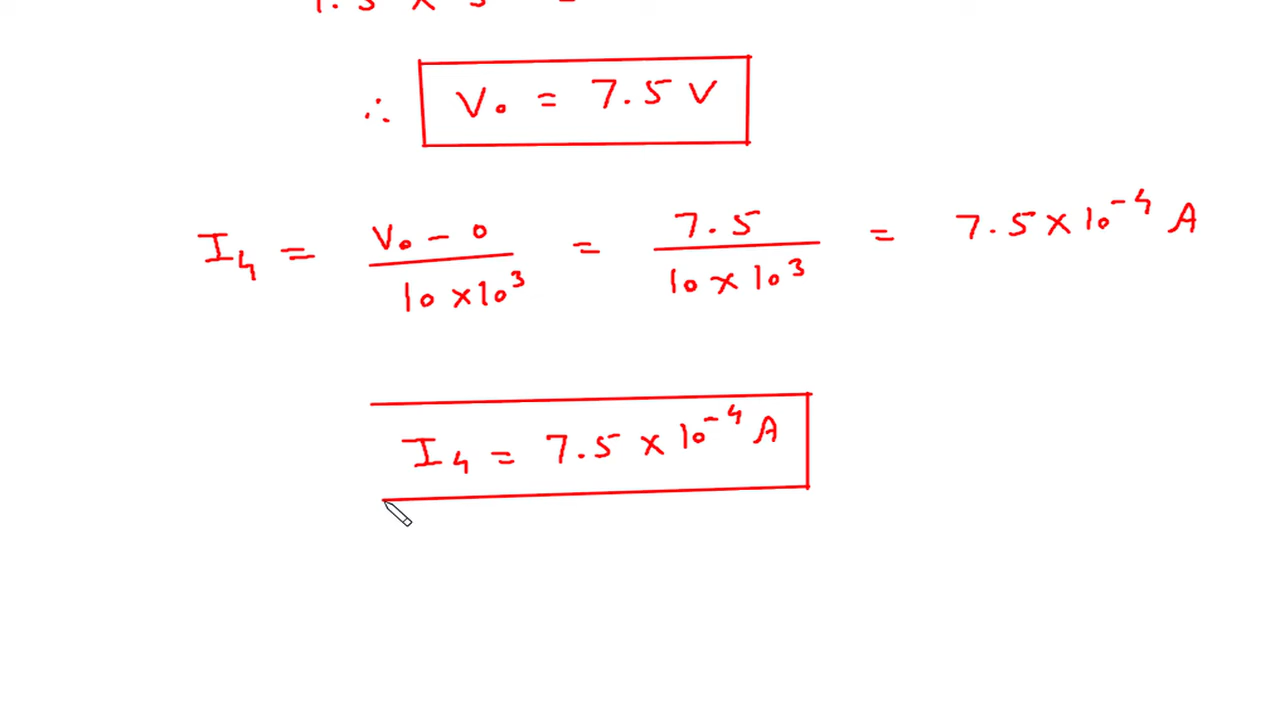 ∴ V₀ = 7.5 V
I₄ = (V₀ - 0)/(10 × 10³) = 7.5/(10 × 10³) = 7.5 × 10⁻⁴ A
I₄ = 7.5 × 10⁻⁴ A